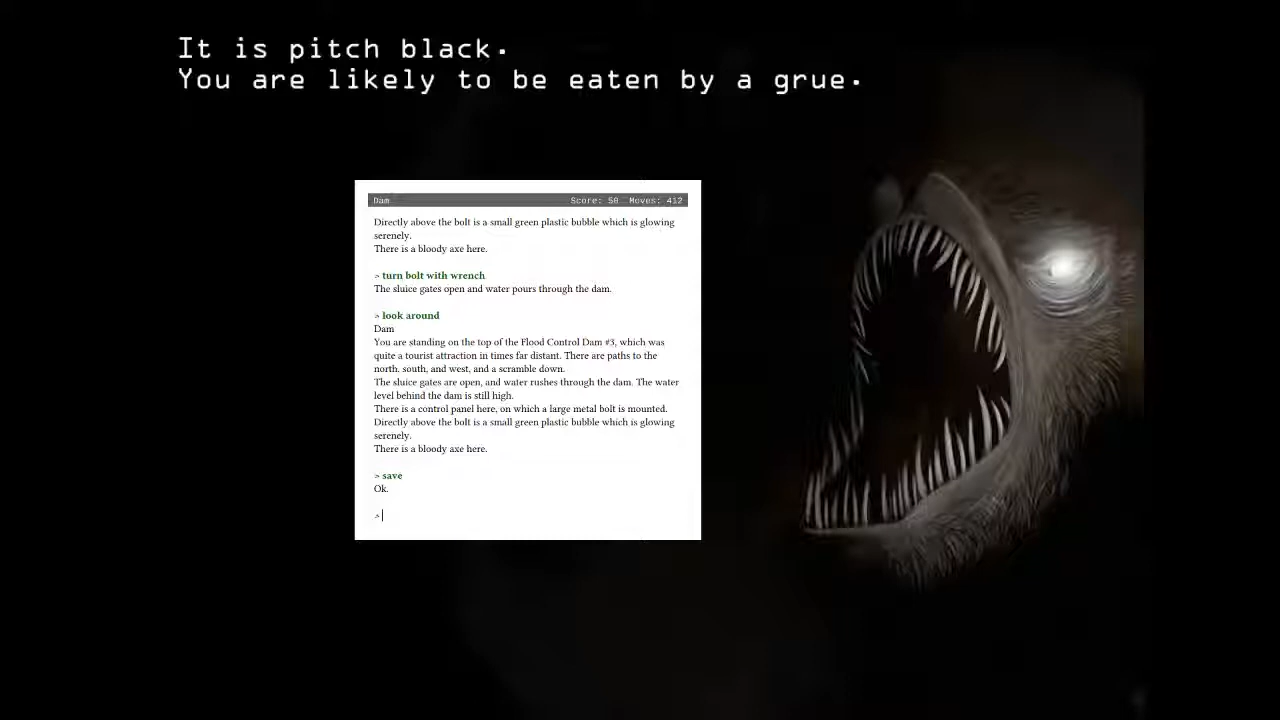 It is pitch black.
You are likely to be eaten by a grue.
Dam Score: 50 Moves: 412
Directly above the bolt is a small green plastic bubble which is glowing
serenely.
There is a bloody axe here.
> turn bolt with wrench
The sluice gates open and water pours through the dam.
> look around
Dam
You are standing on the top of the Flood Control Dam #3, which was
quite a tourist attraction in times far distant. There are paths to the
north, south, and west, and a scramble down.
The sluice gates are open, and water rushes through the dam. The water
level behind the dam is still high.
There is a control panel here, on which a large metal bolt is mounted.
Directly above the bolt is a small green plastic bubble which is glowing
serenely.
There is a bloody axe here.
> save
Ok.
>